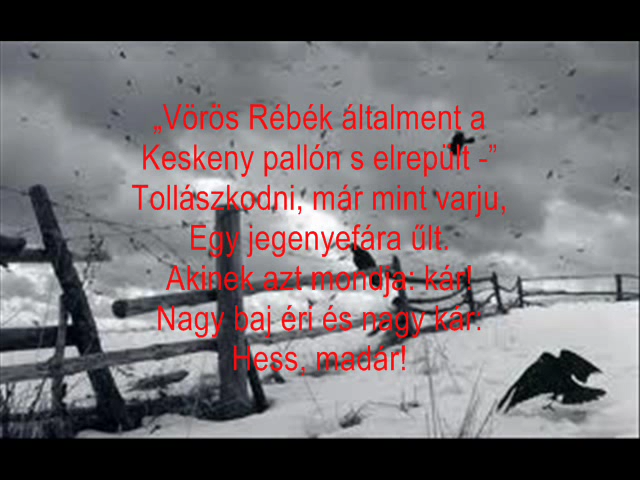 „Vörös Rébék általment a
Keskeny pallón s elrepült -”
Tollászkodni, már mint varju,
Egy jegenyefára űlt.
Akinek azt mondja: kár!
Nagy baj éri és nagy kár:
Hess, madár!